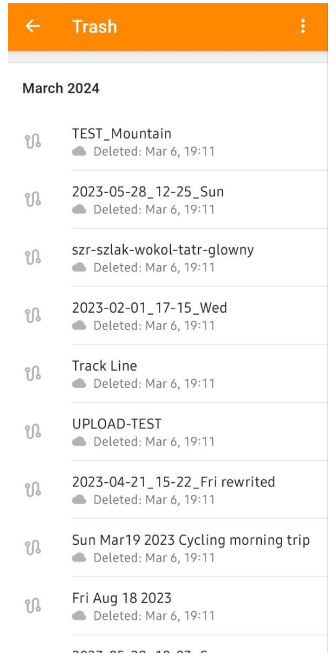 Trash
March 2024
TEST_Mountain
Deleted: Mar 6, 19:11
2023-05-28_12-25_Sun
Deleted: Mar 6, 19:11
szr-szlak-wokol-tatr-glowny
Deleted: Mar 6, 19:11
2023-02-01_17-15_Wed
Deleted: Mar 6, 19:11
Track Line
Deleted: Mar 6, 19:11
UPLOAD-TEST
Deleted: Mar 6, 19:11
2023-04-21_15-22_Fri rewrited
Deleted: Mar 6, 19:11
Sun Mar19 2023 Cycling morning trip
Deleted: Mar 6, 19:11
Fri Aug 18 2023
Deleted: Mar 6, 19:11